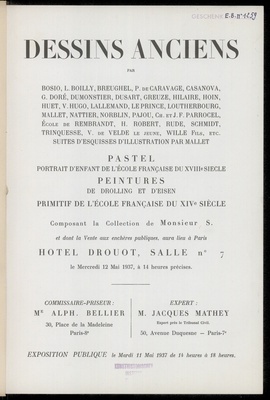 DESSINS ANCIENS
PAR
BOSIO, L. BOILLY, BREUGHEL, P. DE CARAVAGE, CASANOVA,
G. DORÉ, DUMONSTIER, DUSART, GREUZE, HILAIRE, HOIN,
HUET, V. HUGO, LALLEMAND, LE PRINCE, LOUTHERBOURG,
MALLET, NATTIER, NORBLIN, PAJOU, CH. ET J.F. PARROCEL,
ÉCOLE DE REMBRANDT, H. ROBERT, RUDE, SCHMIDT,
TRINQUESSE, V. DE VELDE LE JEUNE, WILLE FILS, ETC.
SUITES D'ESQUISSES D'ILLUSTRATION PAR MALLET
PASTEL
PORTRAIT D'ENFANT DE L'ÉCOLE FRANÇAISE DU XVIIIe SIÈCLE
PEINTURES
DE DROLLING ET D'EISEN
PRIMITIF DE L'ÉCOLE FRANÇAISE DU XIVe SIÈCLE
Composant la Collection de Monsieur S.
et dont la Vente aux enchères publiques, aura lieu à Paris
HOTEL DROUOT, SALLE no 7
le Mercredi 12 Mai 1937, à 14 heures précises.
COMMISSAIRE-PRISEUR :
Me ALPH. BELLIER
30, Place de la Madeleine
Paris-8e
EXPERT :
M. JACQUES MATHEY
Expert près le Tribunal Civil
50, Avenue Duquesne — Paris-7e
EXPOSITION PUBLIQUE le Mardi 11 Mai 1937 de 14 heures à 18 heures.